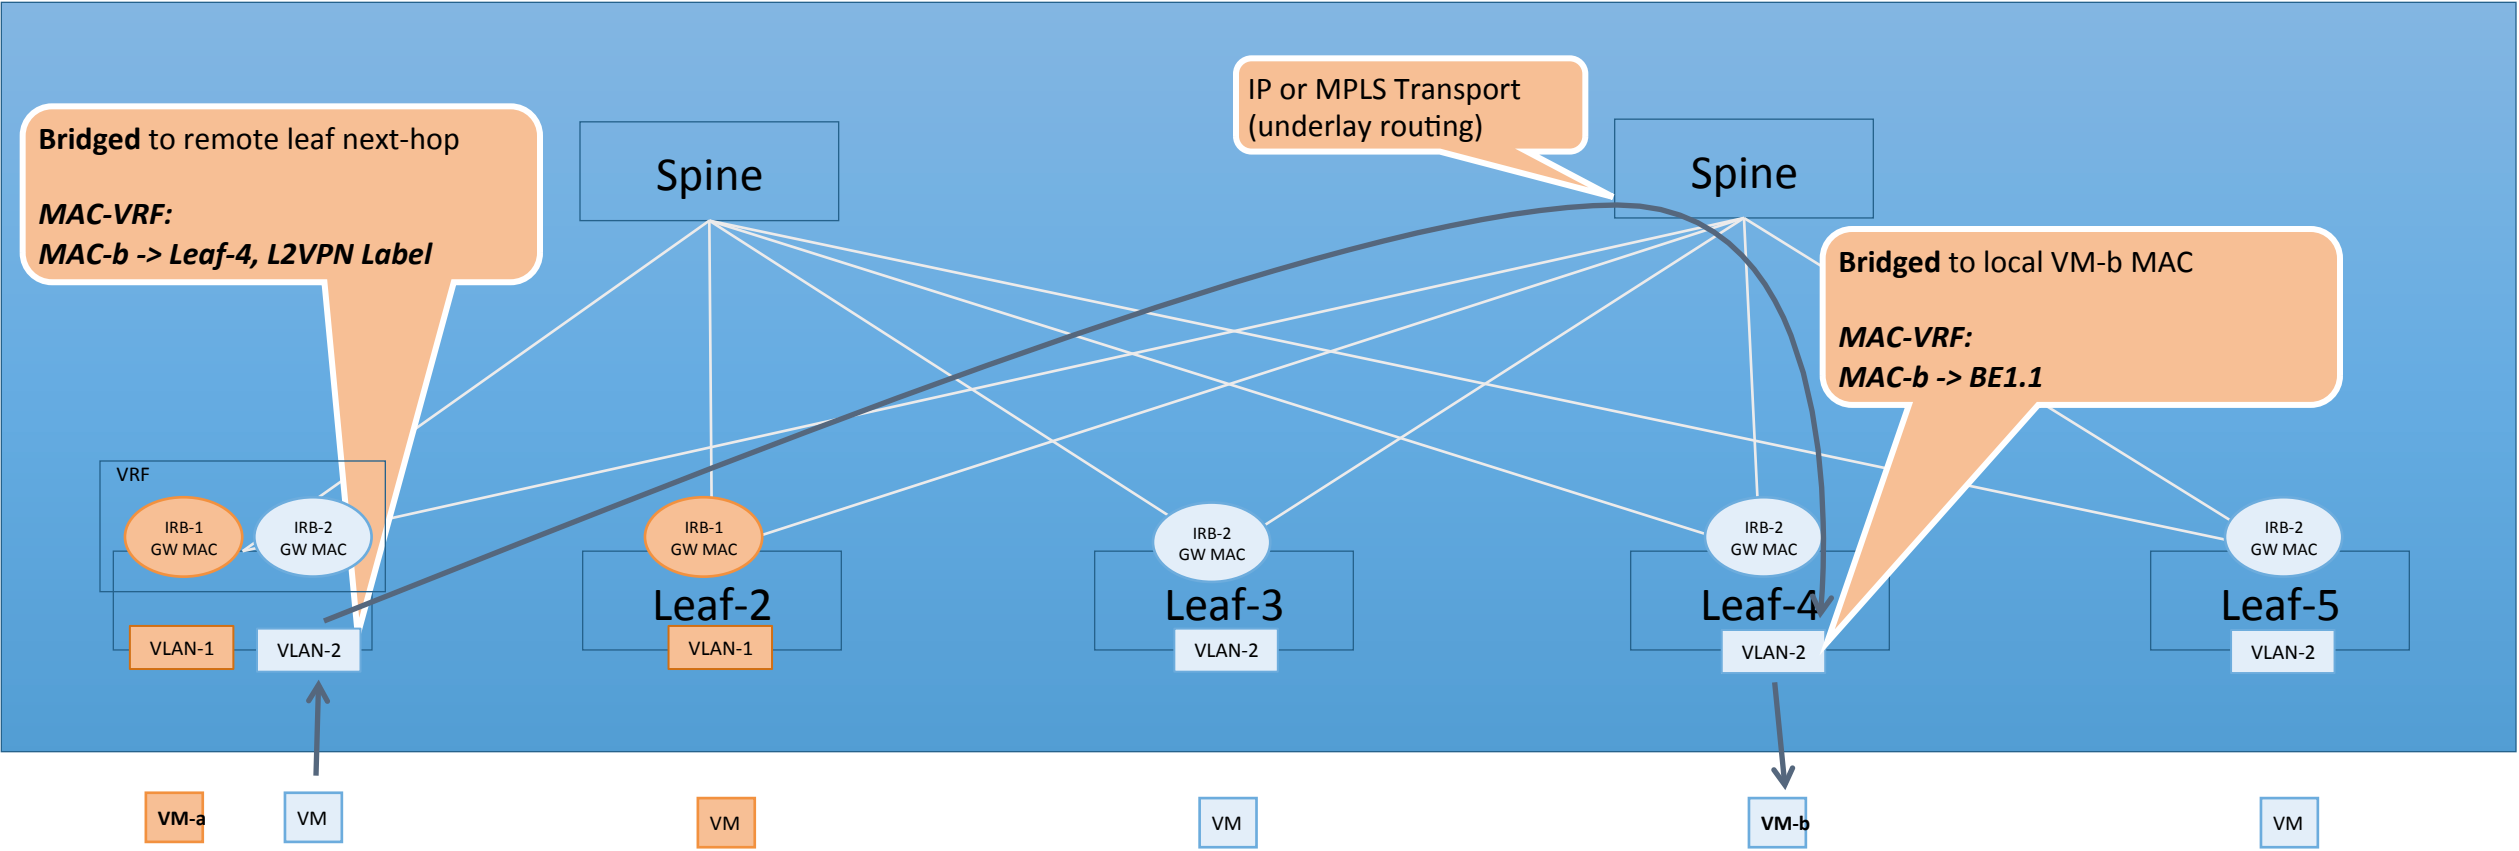 IP or MPLS Transport
(underlay routing)
Bridged to remote leaf next-hop
MAC-VRF:
MAC-b -> Leaf-4, L2VPN Label
Spine
Spine
Bridged to local VM-b MAC
MAC-VRF:
MAC-b -> BE1.1
VRF
IRB-1
GW MAC
IRB-2
GW MAC
IRB-1
GW MAC
IRB-2
GW MAC
IRB-2
GW MAC
IRB-2
GW MAC
Leaf-2
Leaf-3
Leaf-4
Leaf-5
VLAN-1
VLAN-2
VLAN-1
VLAN-2
VLAN-2
VLAN-2
VM-a
VM
VM
VM
VM-b
VM